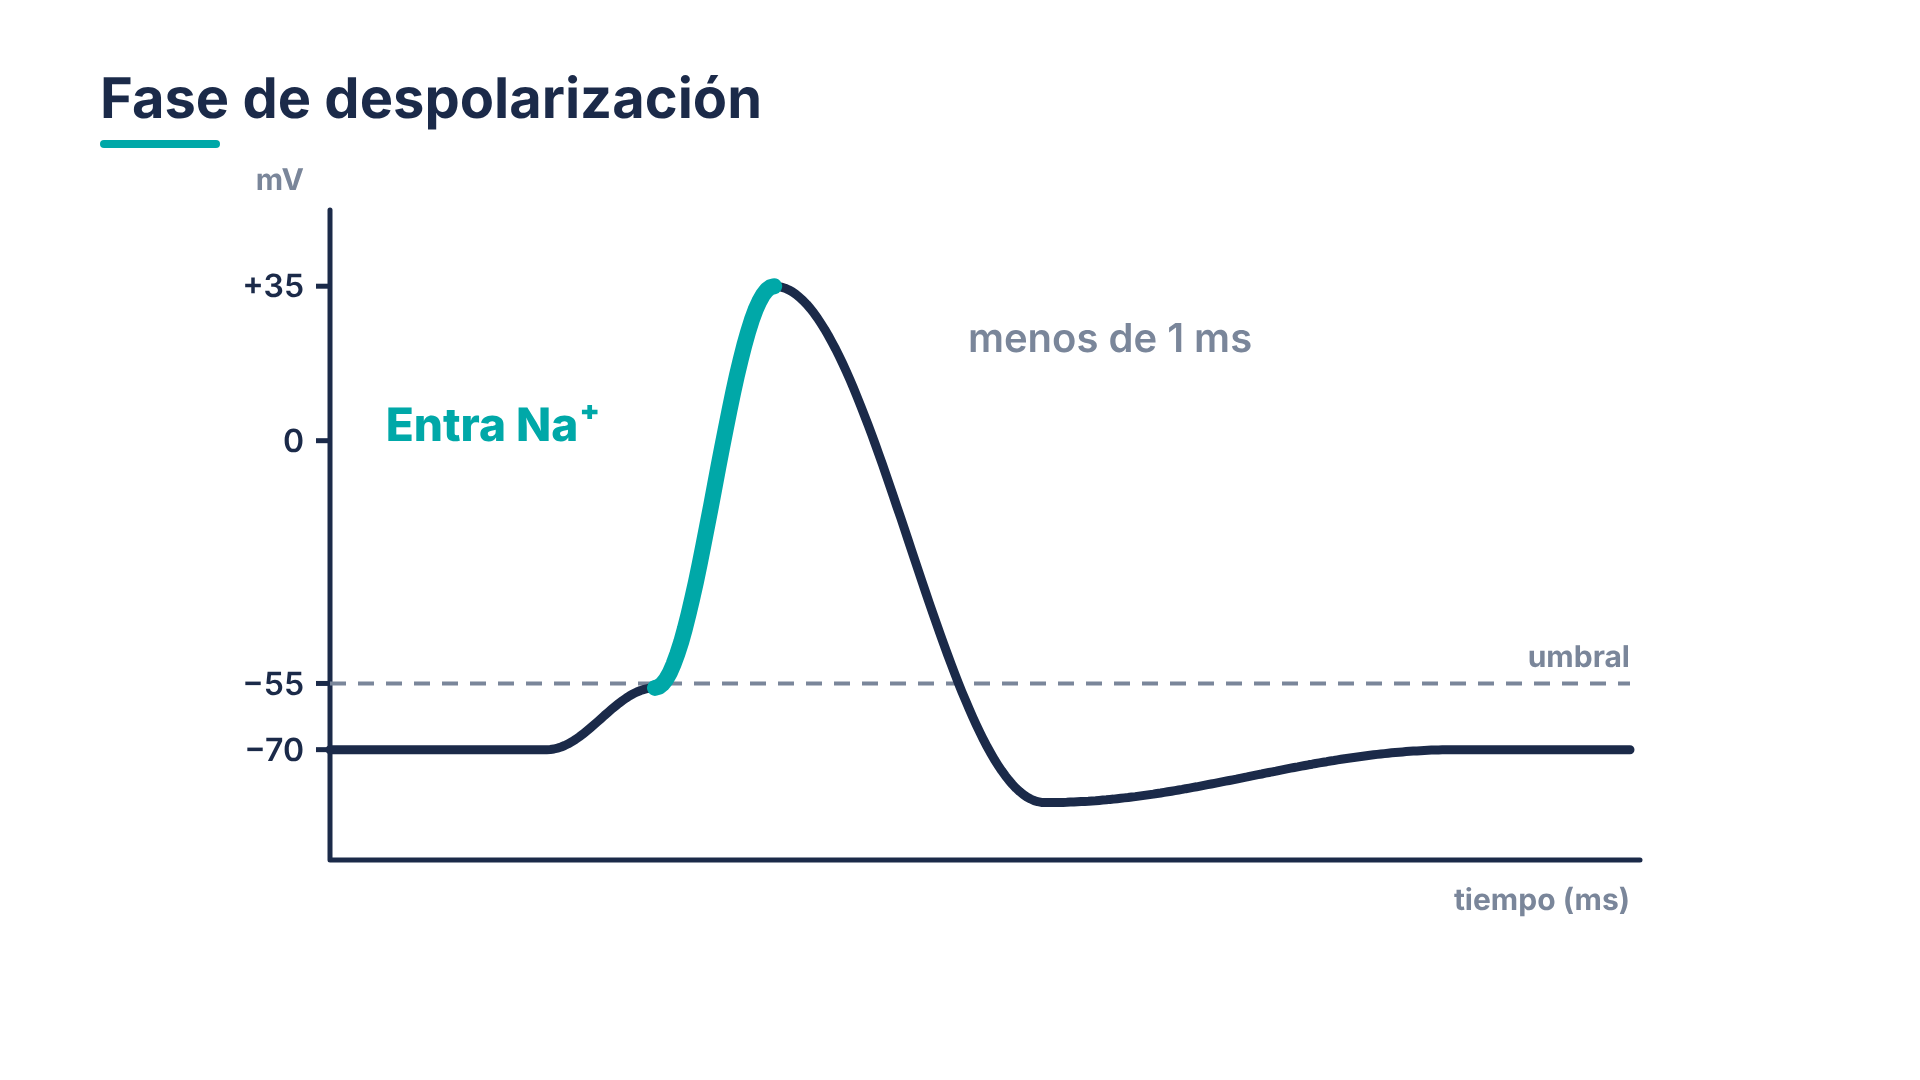 Fase de despolarización
mV
+35
menos de 1 ms
Entra Na⁺
0
umbral
−55
−70
tiempo (ms)